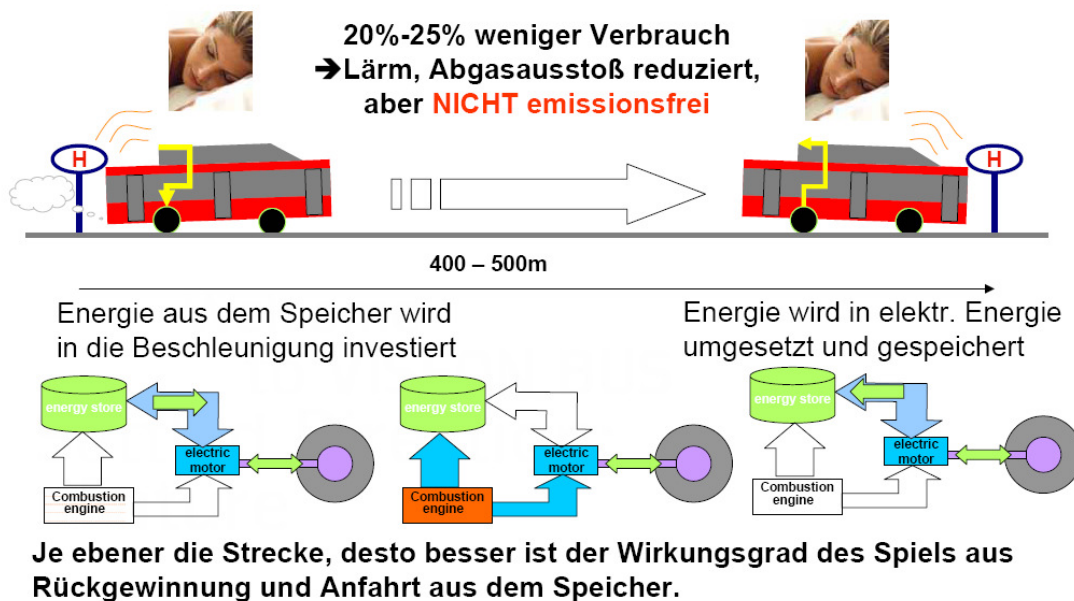 20%-25% weniger Verbrauch
➔Lärm, Abgasausstoß reduziert,
aber NICHT emissionsfrei
H
H
400 – 500m
Energie aus dem Speicher wird
in die Beschleunigung investiert
Energie wird in elektr. Energie
umgesetzt und gespeichert
energy store
electric
motor
Combustion
engine
energy store
electric
motor
Combustion
engine
energy store
electric
motor
Combustion
engine
Je ebener die Strecke, desto besser ist der Wirkungsgrad des Spiels aus
Rückgewinnung und Anfahrt aus dem Speicher.